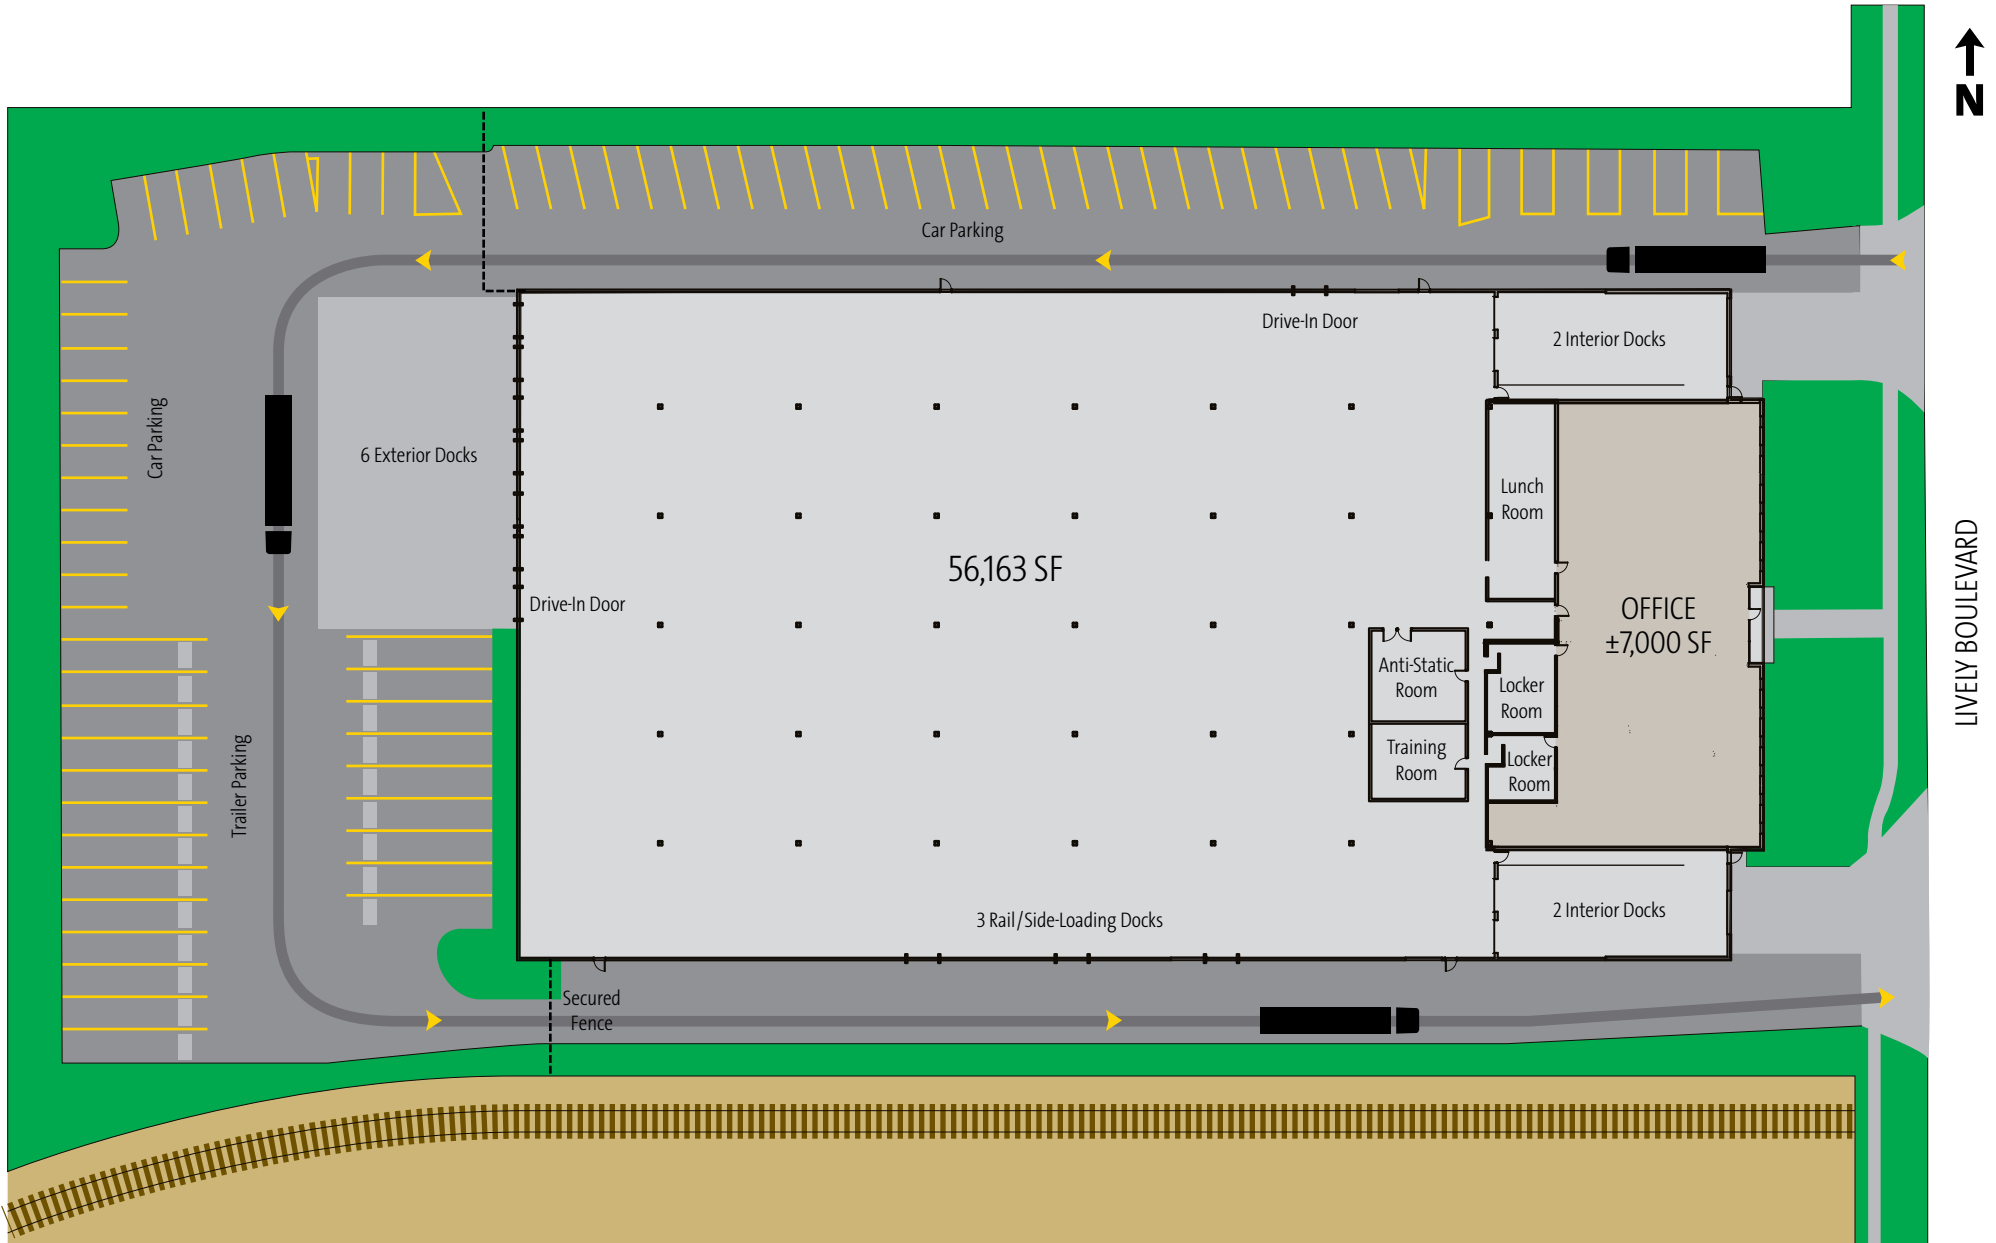 N
Car Parking
Drive-In Door
2 Interior Docks
Car Parking
6 Exterior Docks
Lunch
Room
56,163 SF
Drive-In Door
OFFICE
±7,000 SF
LIVELY BOULEVARD
Anti-Static
Room
Locker
Room
Training
Room
Locker
Room
Trailer Parking
3 Rail/Side-Loading Docks
2 Interior Docks
Secured
Fence